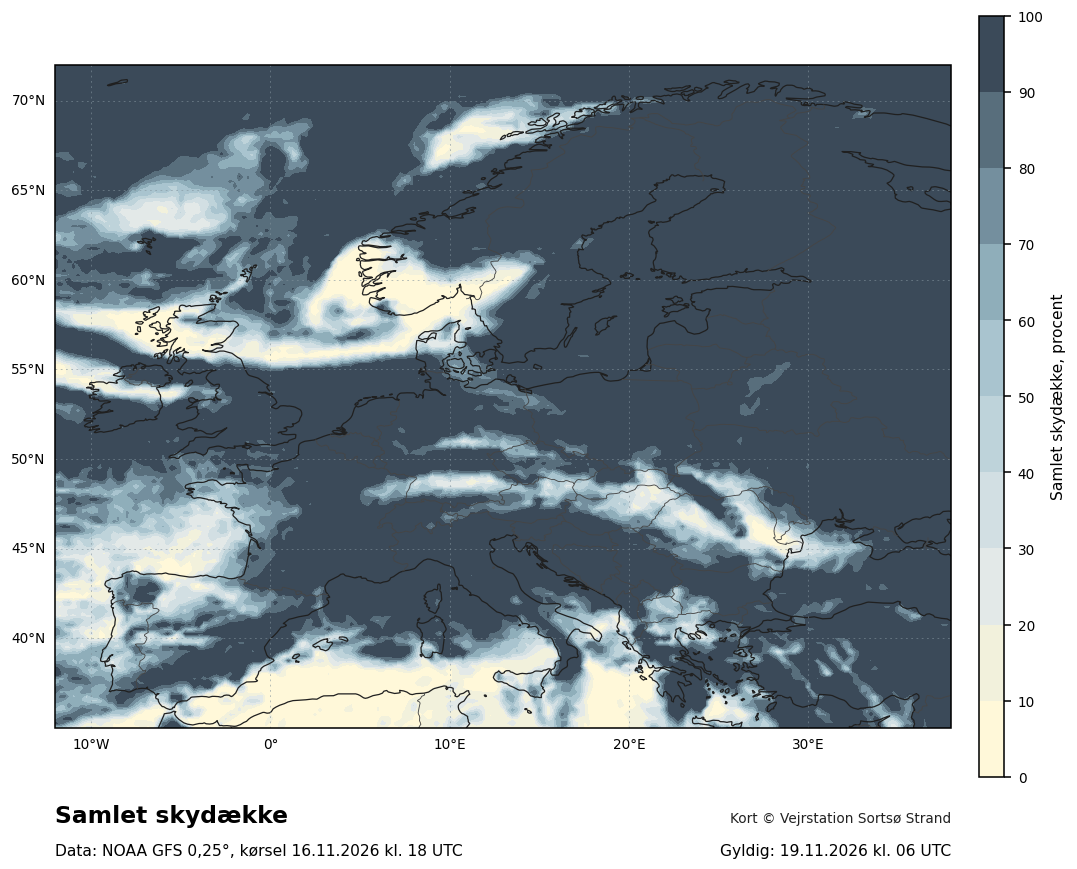 70°N
65°N
60°N
55°N
50°N
45°N
40°N
10°W
0°
10°E
20°E
30°E
100
90
80
70
60
50
40
30
20
10
0
Samlet skydække, procent
Samlet skydække
Kort © Vejrstation Sortsø Strand
Data: NOAA GFS 0,25°, kørsel 16.11.2026 kl. 18 UTC
Gyldig: 19.11.2026 kl. 06 UTC